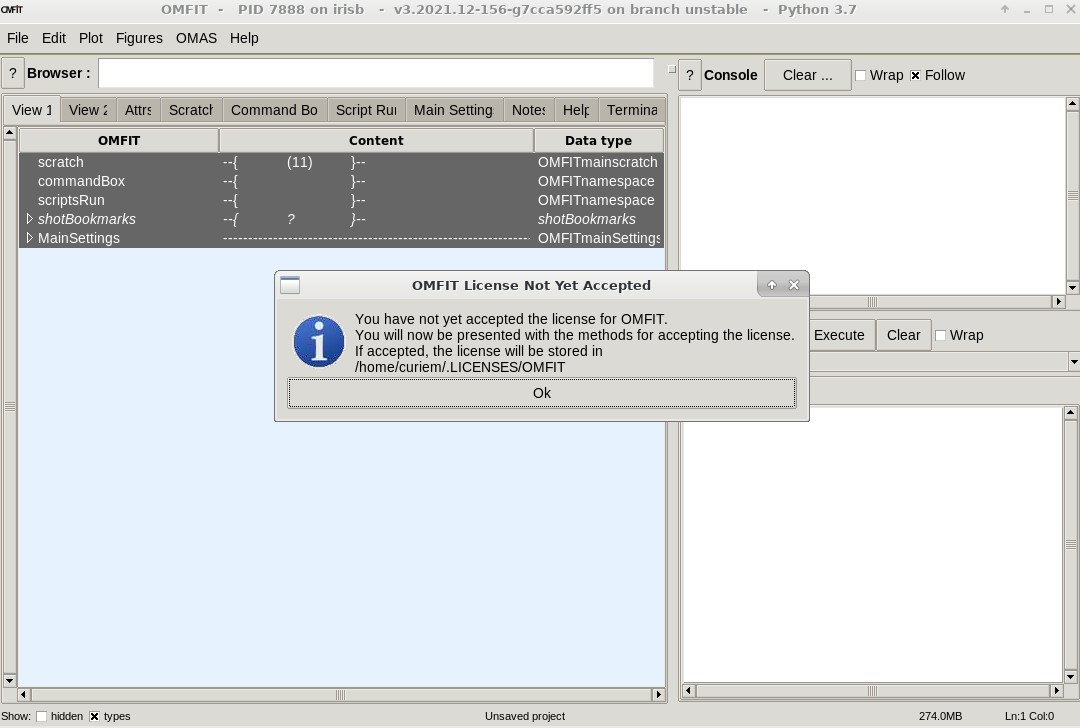 OMFIT
OMFIT - PID 7888 on irisb - v3.2021.12-156-g7cca592ff5 on branch unstable - Python 3.7
File Edit Plot Figures OMAS Help
? Browser :
? Console Clear ... Wrap Follow
View 1 View 2 Attrs Scratch Command Bo Script Rur Main Setting Notes Help Termina
OMFIT Content Data type
scratch --{ (11) }-- OMFITmainscratch
commandBox --{ }-- OMFITnamespace
scriptsRun --{ }-- OMFITnamespace
shotBookmarks --{ ? }-- shotBookmarks
MainSettings -------------------------------------------------------------- OMFITmainSettings
OMFIT License Not Yet Accepted
You have not yet accepted the license for OMFIT.
You will now be presented with the methods for accepting the license.
If accepted, the license will be stored in
/home/curiem/.LICENSES/OMFIT
Ok
Execute Clear Wrap
Show: hidden types Unsaved project 274.0MB Ln:1 Col:0